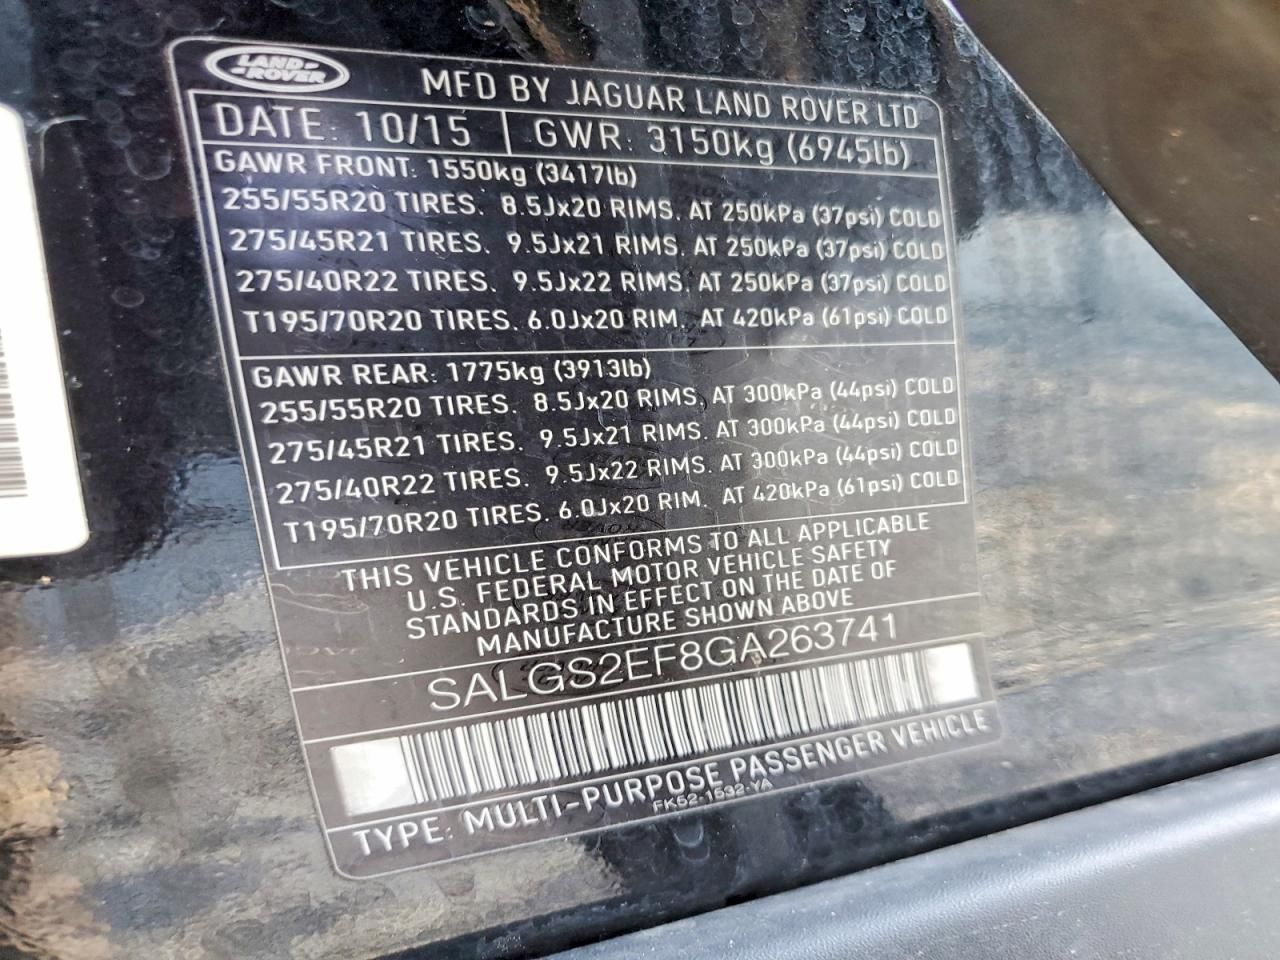 LAND-
-ROVER
MFD BY JAGUAR LAND ROVER LTD
DATE: 10/15 GWR: 3150kg (6945lb)
GAWR FRONT: 1550kg (3417lb)
255/55R20 TIRES. 8.5Jx20 RIMS. AT 250kPa (37psi) COLD
275/45R21 TIRES. 9.5Jx21 RIMS. AT 250kPa (37psi) COLD
275/40R22 TIRES. 9.5Jx22 RIMS. AT 250kPa (37psi) COLD
T195/70R20 TIRES. 6.0Jx20 RIM. AT 420kPa (61psi) COLD
GAWR REAR: 1775kg (3913lb)
255/55R20 TIRES. 8.5Jx20 RIMS. AT 300kPa (44psi) COLD
275/45R21 TIRES. 9.5Jx21 RIMS. AT 300kPa (44psi) COLD
275/40R22 TIRES. 9.5Jx22 RIMS. AT 300kPa (44psi) COLD
T195/70R20 TIRES. 6.0Jx20 RIM. AT 420kPa (61psi) COLD
THIS VEHICLE CONFORMS TO ALL APPLICABLE
U.S. FEDERAL MOTOR VEHICLE SAFETY
STANDARDS IN EFFECT ON THE DATE OF
MANUFACTURE SHOWN ABOVE
SALGS2EF8GA263741
TYPE: MULTI-PURPOSE PASSENGER VEHICLE
FK52-1532-YA